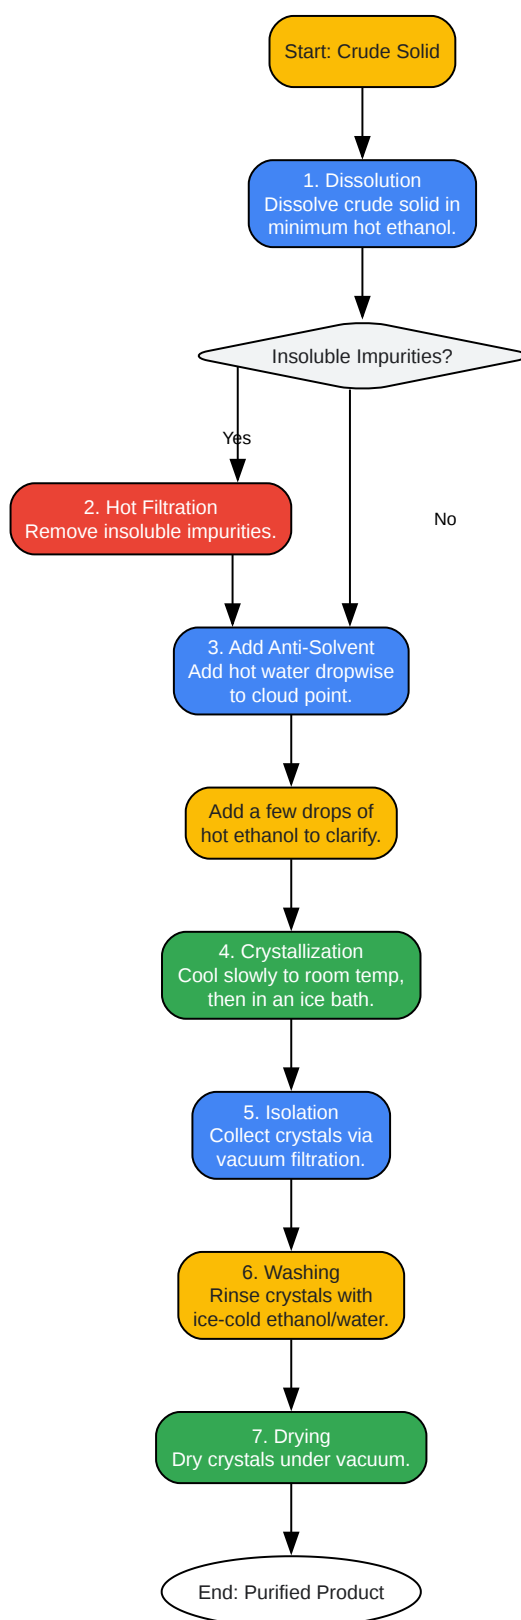 Start: Crude Solid
1. Dissolution
Dissolve crude solid in
minimum hot ethanol.
Insoluble Impurities?
Yes
2. Hot Filtration
Remove insoluble impurities.
No
3. Add Anti-Solvent
Add hot water dropwise
to cloud point.
Add a few drops of
hot ethanol to clarify.
4. Crystallization
Cool slowly to room temp,
then in an ice bath.
5. Isolation
Collect crystals via
vacuum filtration.
6. Washing
Rinse crystals with
ice-cold ethanol/water.
7. Drying
Dry crystals under vacuum.
End: Purified Product